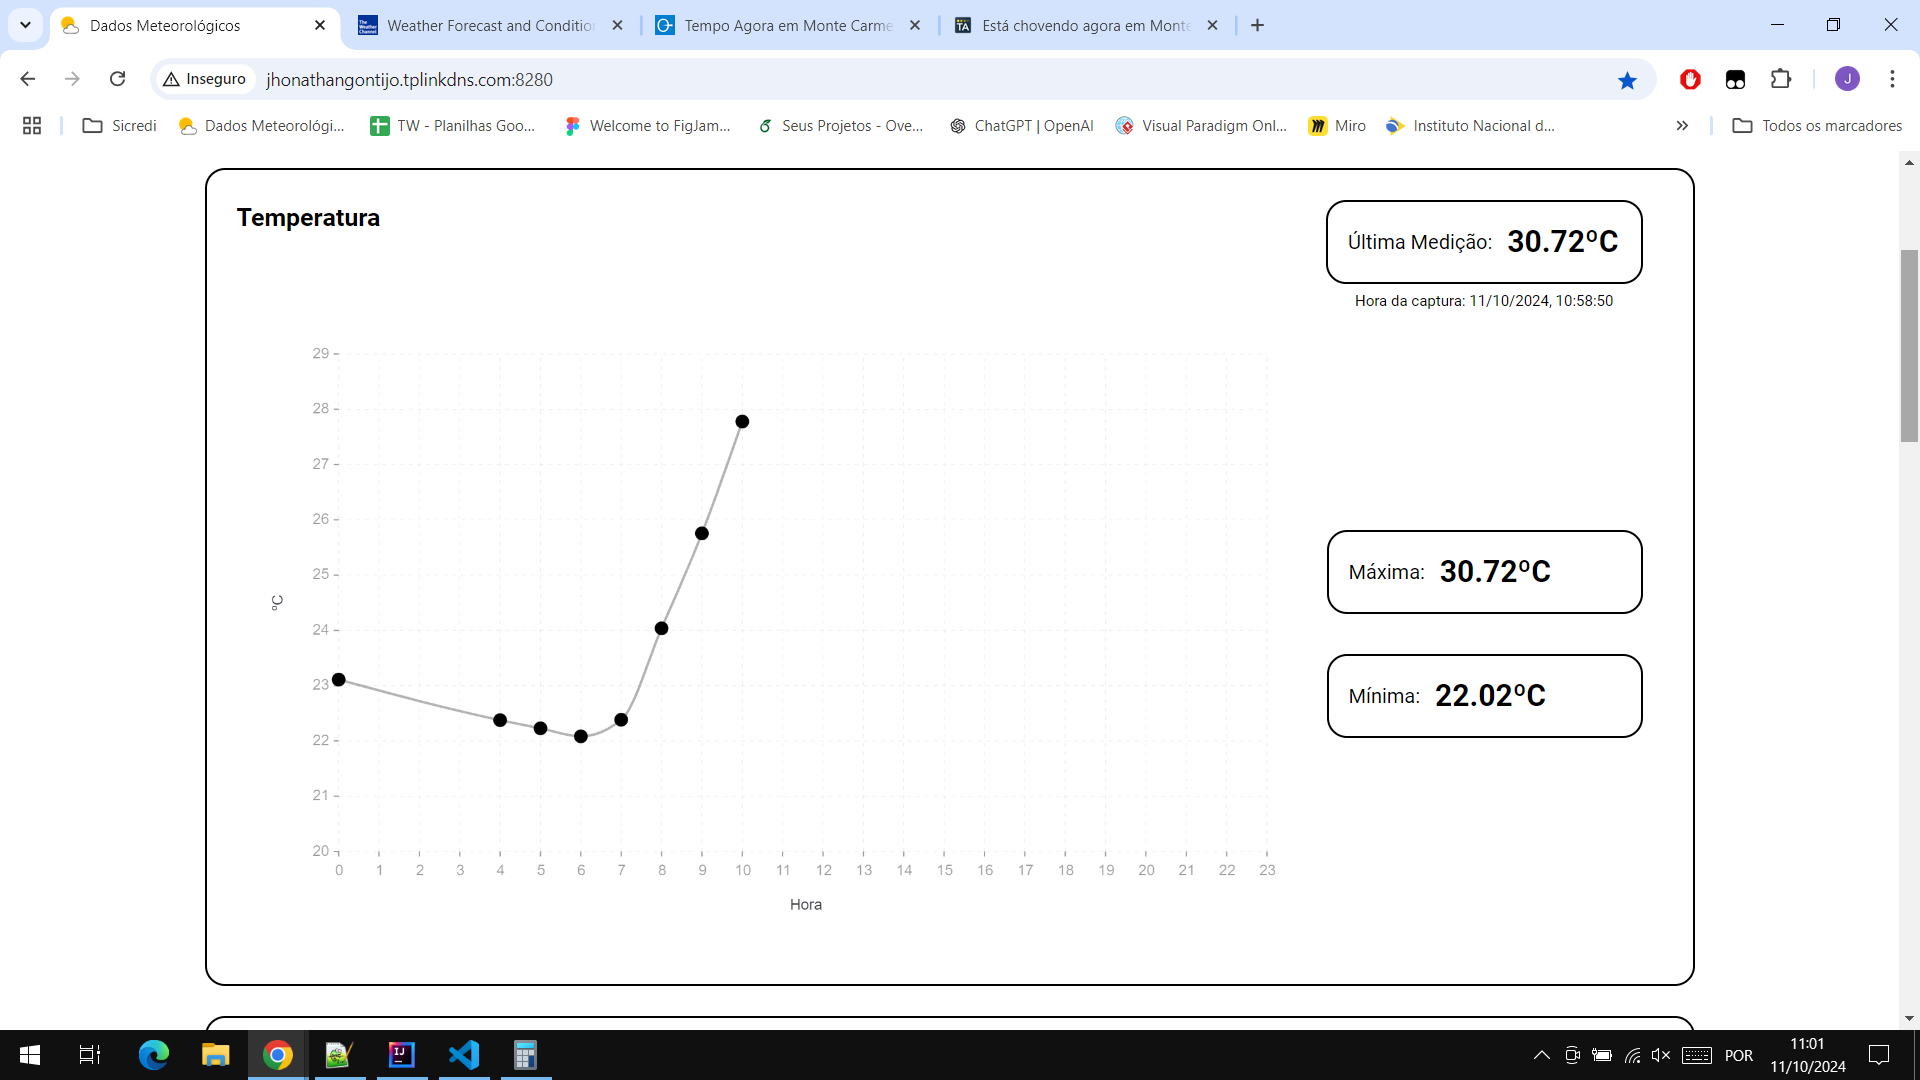 Dados Meteorológicos
Weather Forecast and Condition
Tempo Agora em Monte Carme
Está chovendo agora em Monte
Inseguro
jhonathangontijo.tplinkdns.com:8280
J
Sicredi
Dados Meteorológi...
TW - Planilhas Goo...
Welcome to FigJam...
Seus Projetos - Ove...
ChatGPT | OpenAI
Visual Paradigm Onl...
Miro
Instituto Nacional d...
Todos os marcadores
Temperatura
Última Medição: 30.72ºC
Hora da captura: 11/10/2024, 10:58:50
29
28
27
26
25
24
23
22
21
20
ºC
0 1 2 3 4 5 6 7 8 9 10 11 12 13 14 15 16 17 18 19 20 21 22 23
Hora
Máxima: 30.72ºC
Mínima: 22.02ºC
POR
11:01
11/10/2024